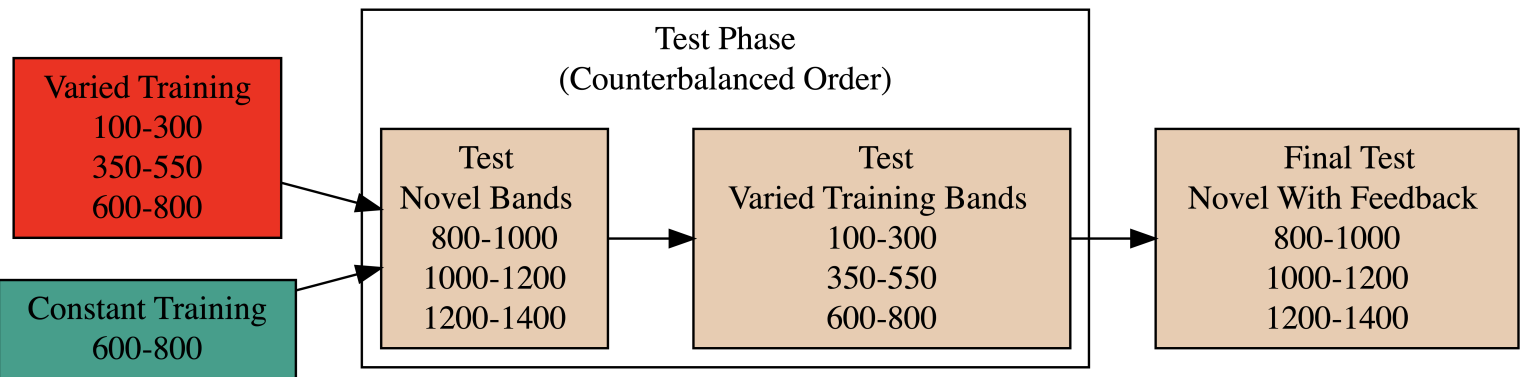 Varied Training
100-300
350-550
600-800
Constant Training
600-800
Test Phase
(Counterbalanced Order)
Test
Novel Bands
800-1000
1000-1200
1200-1400
Test
Varied Training Bands
100-300
350-550
600-800
Final Test
Novel With Feedback
800-1000
1000-1200
1200-1400